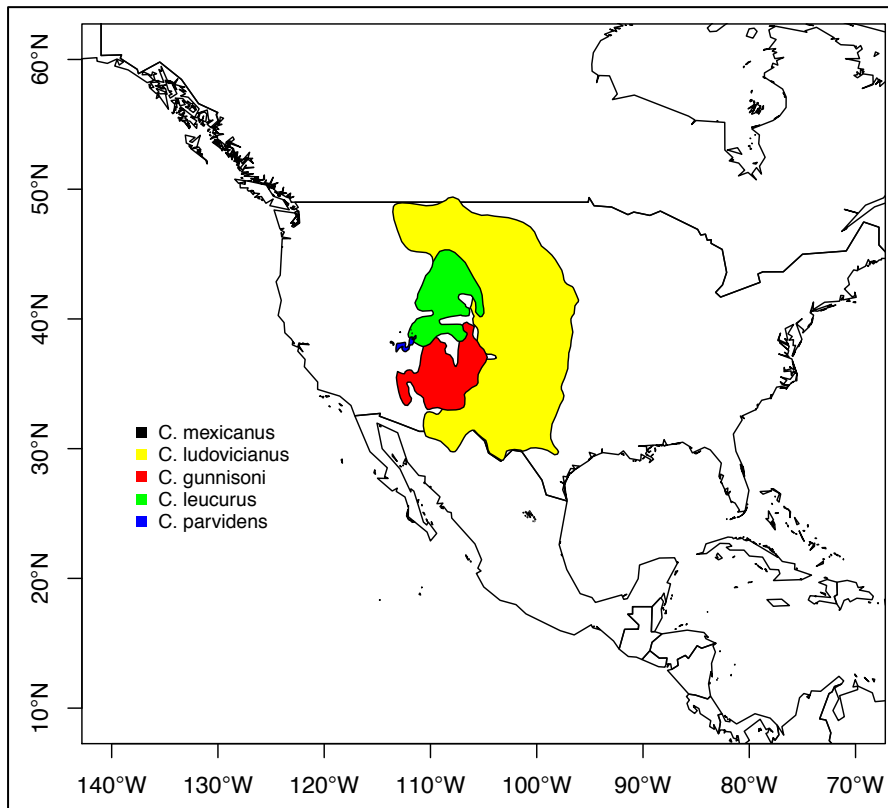 60°N
50°N
40°N
30°N
20°N
10°N
C. mexicanus
C. ludovicianus
C. gunnisoni
C. leucurus
C. parvidens
140°W 130°W 120°W 110°W 100°W 90°W 80°W 70°W